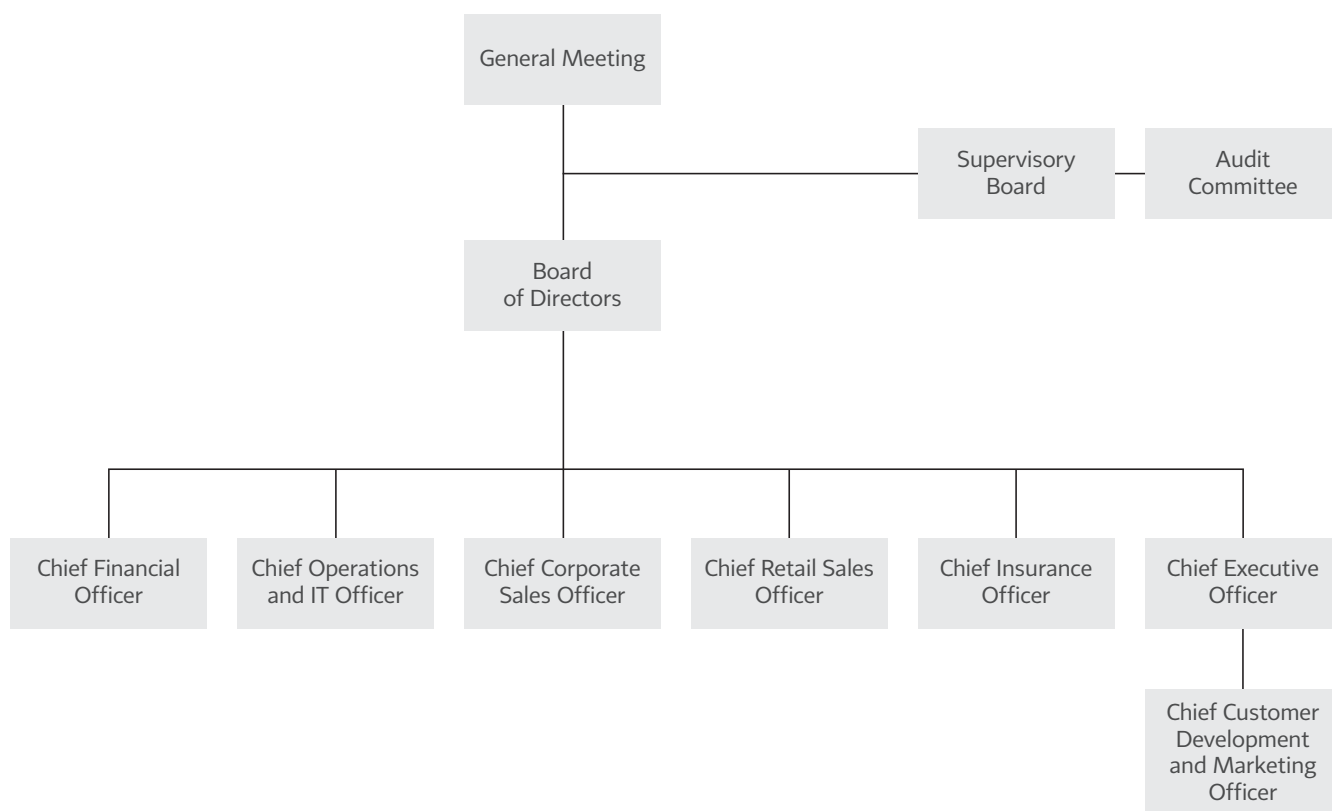 General Meeting
Supervisory
Board
Audit
Committee
Board
of Directors
Chief Financial
Officer
Chief Operations
and IT Officer
Chief Corporate
Sales Officer
Chief Retail Sales
Officer
Chief Insurance
Officer
Chief Executive
Officer
Chief Customer
Development
and Marketing
Officer